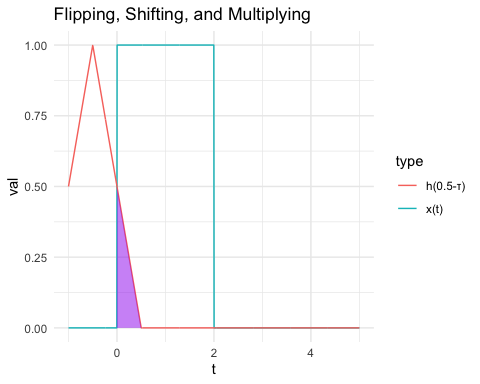 Flipping, Shifting, and Multiplying
1.00
0.75
0.50
0.25
0.00
val
0
2
4
t
type
h(0.5-τ)
x(t)